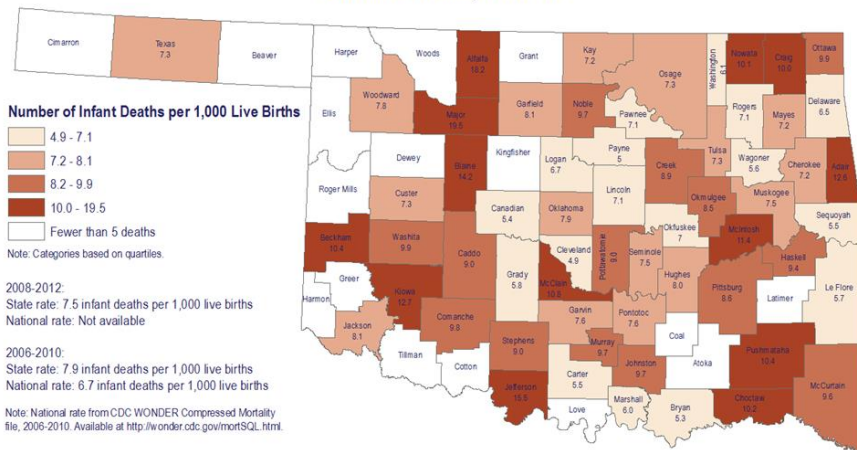 Cimarron
Texas
7.3
Beaver
Harper
Woods
Alfalfa
18.2
Grant
Kay
7.2
Osage
7.3
Washington
6.1
Nowata
10.1
Craig
10.0
Ottawa
9.9
Woodward
7.8
Ellis
Major
19.5
Garfield
8.1
Noble
9.7
Pawnee
7.1
Rogers
7.1
Mayes
7.2
Delaware
6.5
Number of Infant Deaths per 1,000 Live Births
4.9 - 7.1
7.2 - 8.1
8.2 - 9.9
10.0 - 19.5
Fewer than 5 deaths
Note: Categories based on quartiles.
Dewey
Blaine
14.2
Kingfisher
Logan
6.7
Payne
5
Creek
8.9
Tulsa
7.3
Wagoner
5.6
Cherokee
7.2
Adair
12.6
Roger Mills
Custer
7.3
Canadian
5.4
Oklahoma
7.9
Lincoln
7.1
Okmulgee
8.5
Muskogee
7.5
Sequoyah
5.5
Beckham
10.4
Washita
9.9
Caddo
9.0
Grady
5.8
Cleveland
4.9
McClain
10.8
Pottawatomie
9.0
Seminole
7.5
Okfuskee
7
McIntosh
11.4
Haskell
9.4
Hughes
8.0
Pittsburg
8.6
Latimer
Le Flore
5.7
Greer
Harmon
Kiowa
12.7
Jackson
8.1
Comanche
9.8
Tillman
Cotton
Stephens
9.0
Garvin
7.6
Murray
9.7
Pontotoc
7.6
Coal
Atoka
Pushmataha
10.4
McCurtain
9.6
Jefferson
15.5
Carter
5.5
Johnston
9.7
Love
Marshall
6.0
Bryan
5.3
Choctaw
10.2
2008-2012:
State rate: 7.5 infant deaths per 1,000 live births
National rate: Not available
2006-2010:
State rate: 7.9 infant deaths per 1,000 live births
National rate: 6.7 infant deaths per 1,000 live births
Note: National rate from CDC WONDER Compressed Mortality
file, 2006-2010. Available at http://wonder.cdc.gov/mortSQL.html.